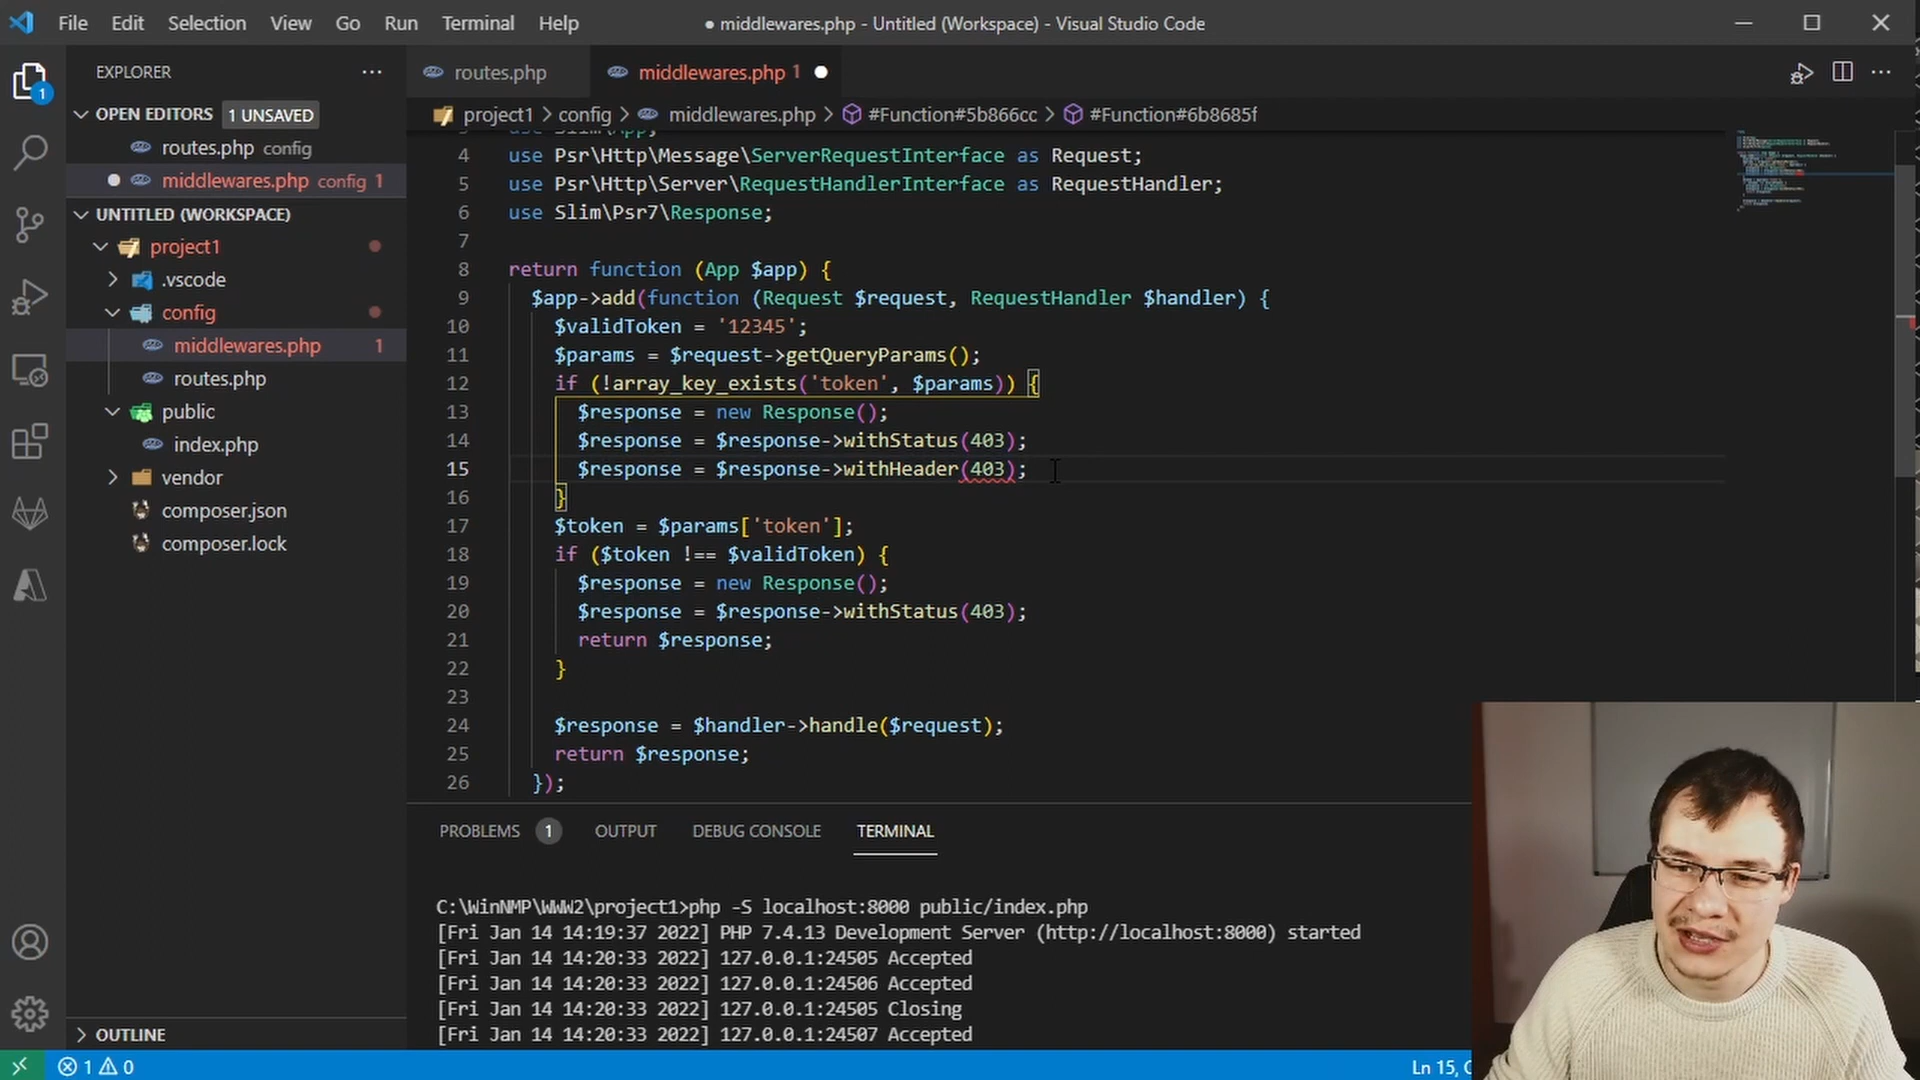 File Edit Selection View Go Run Terminal Help
● middlewares.php - Untitled (Workspace) - Visual Studio Code
EXPLORER
1
OPEN EDITORS 1 UNSAVED
routes.php config
middlewares.php config 1
UNTITLED (WORKSPACE)
project1
.vscode
config
middlewares.php 1
routes.php
public
index.php
vendor
composer.json
composer.lock
OUTLINE
routes.php
middlewares.php 1
project1 > config > middlewares.php > #Function#5b866cc > #Function#6b8685f
use Slim\App;
4 use Psr\Http\Message\ServerRequestInterface as Request;
5 use Psr\Http\Server\RequestHandlerInterface as RequestHandler;
6 use Slim\Psr7\Response;
7
8 return function (App $app) {
9 $app->add(function (Request $request, RequestHandler $handler) {
10 $validToken = '12345';
11 $params = $request->getQueryParams();
12 if (!array_key_exists('token', $params)) {
13 $response = new Response();
14 $response = $response->withStatus(403);
15 $response = $response->withHeader(403);
16 }
17 $token = $params['token'];
18 if ($token !== $validToken) {
19 $response = new Response();
20 $response = $response->withStatus(403);
21 return $response;
22 }
23
24 $response = $handler->handle($request);
25 return $response;
26 });
PROBLEMS 1 OUTPUT DEBUG CONSOLE TERMINAL
C:\WinNMP\WWW2\project1>php -S localhost:8000 public/index.php
[Fri Jan 14 14:19:37 2022] PHP 7.4.13 Development Server (http://localhost:8000) started
[Fri Jan 14 14:20:33 2022] 127.0.0.1:24505 Accepted
[Fri Jan 14 14:20:33 2022] 127.0.0.1:24506 Accepted
[Fri Jan 14 14:20:33 2022] 127.0.0.1:24505 Closing
[Fri Jan 14 14:20:33 2022] 127.0.0.1:24507 Accepted
1 0
Ln 15,